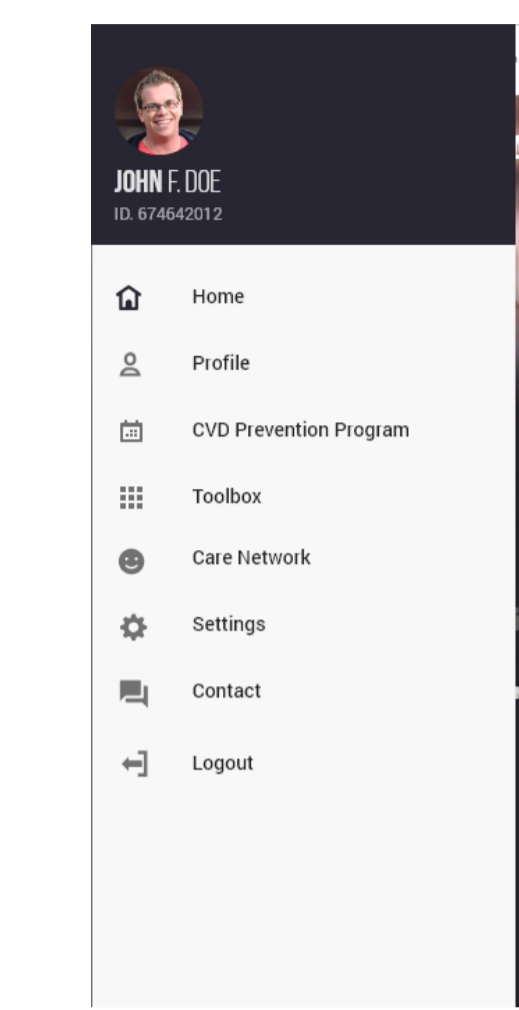 JOHN F. DOE
ID. 674642012
Home
Profile
CVD Prevention Program
Toolbox
Care Network
Settings
Contact
Logout